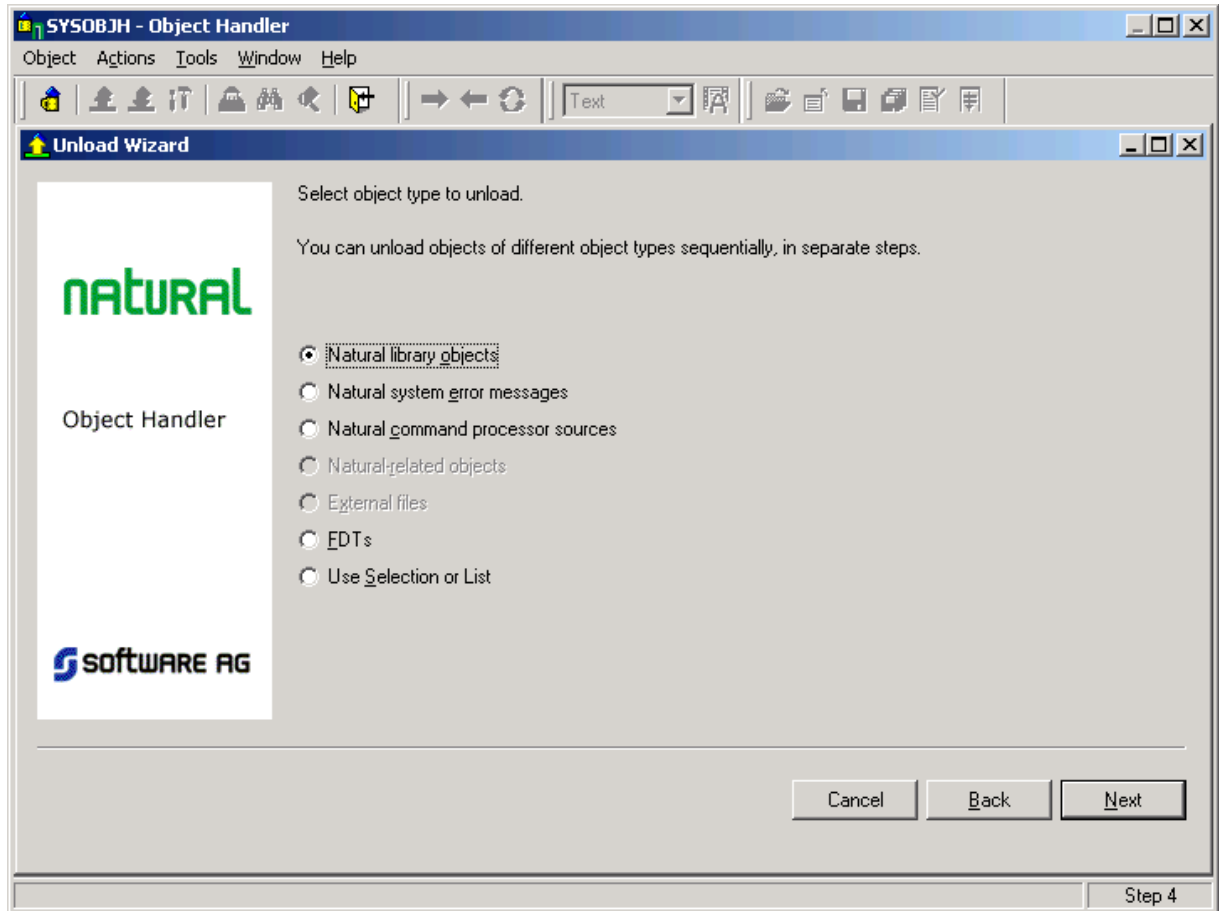 SYSOBJH - Object Handler
Object Actions Tools Window Help
Text
Unload Wizard
Select object type to unload.
You can unload objects of different object types sequentially, in separate steps.
natural
Object Handler
software AG
Natural library objects
Natural system error messages
Natural command processor sources
Natural-related objects
External files
FDTs
Use Selection or List
Cancel Back Next
Step 4